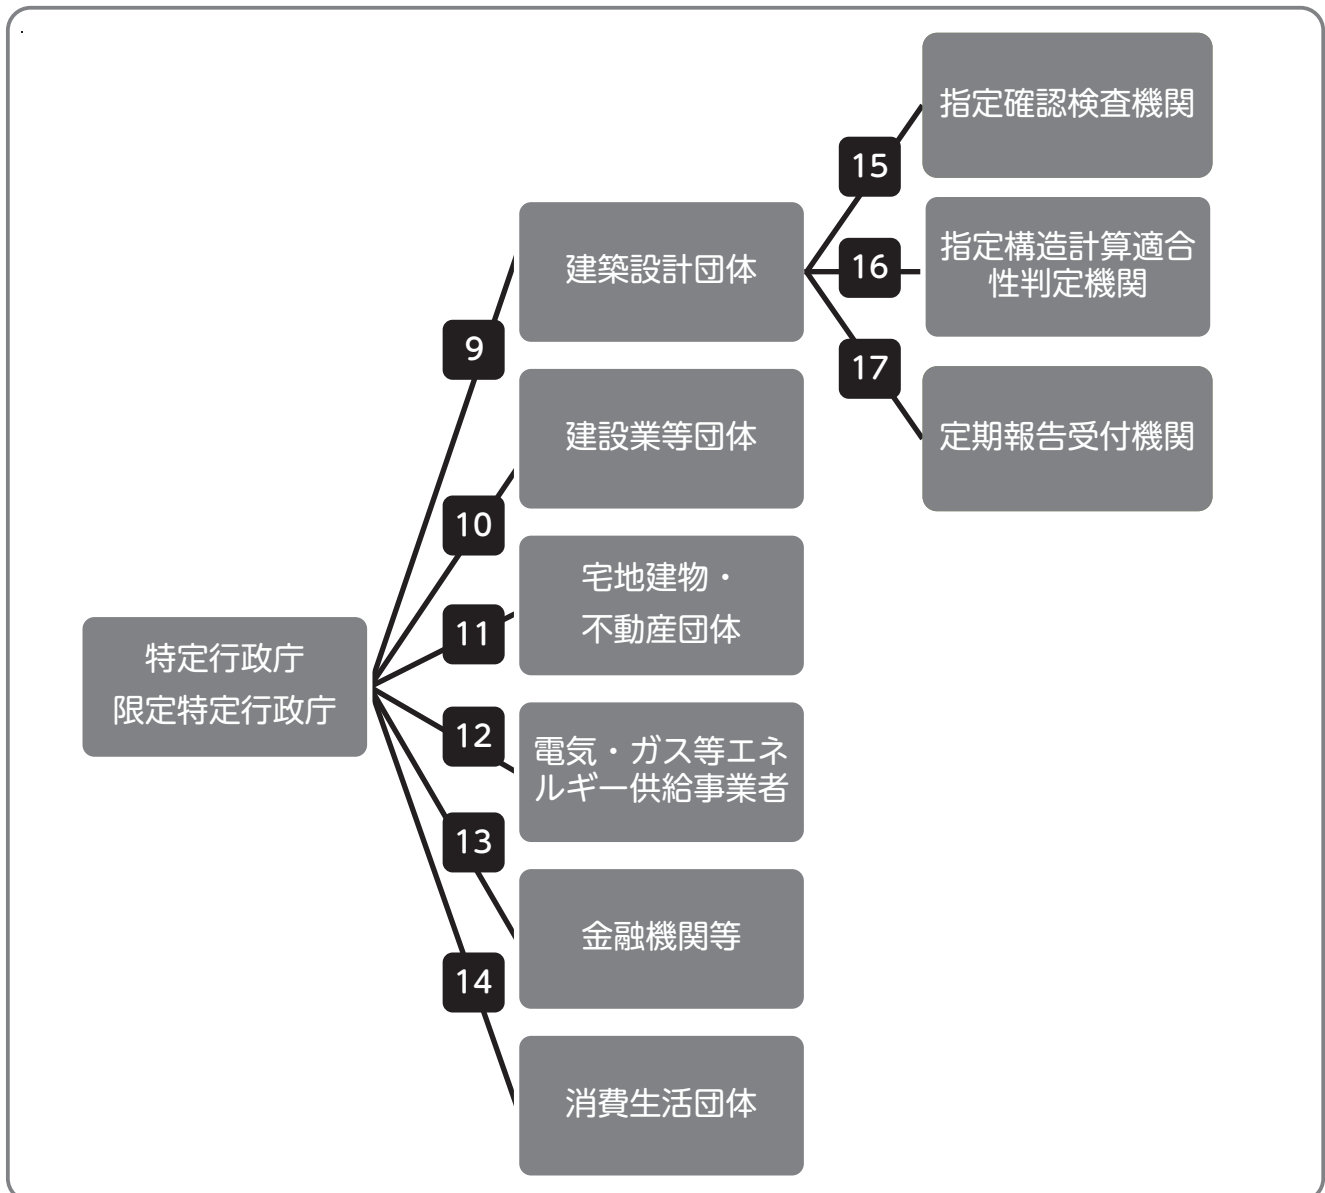 特定行政庁
限定特定行政庁
9
10
11
12
13
14
建築設計団体
建設業等団体
宅地建物・
不動産団体
電気・ガス等エネ
ルギー供給事業者
金融機関等
消費生活団体
15
16
17
指定確認検査機関
指定構造計算適合
性判定機関
定期報告受付機関